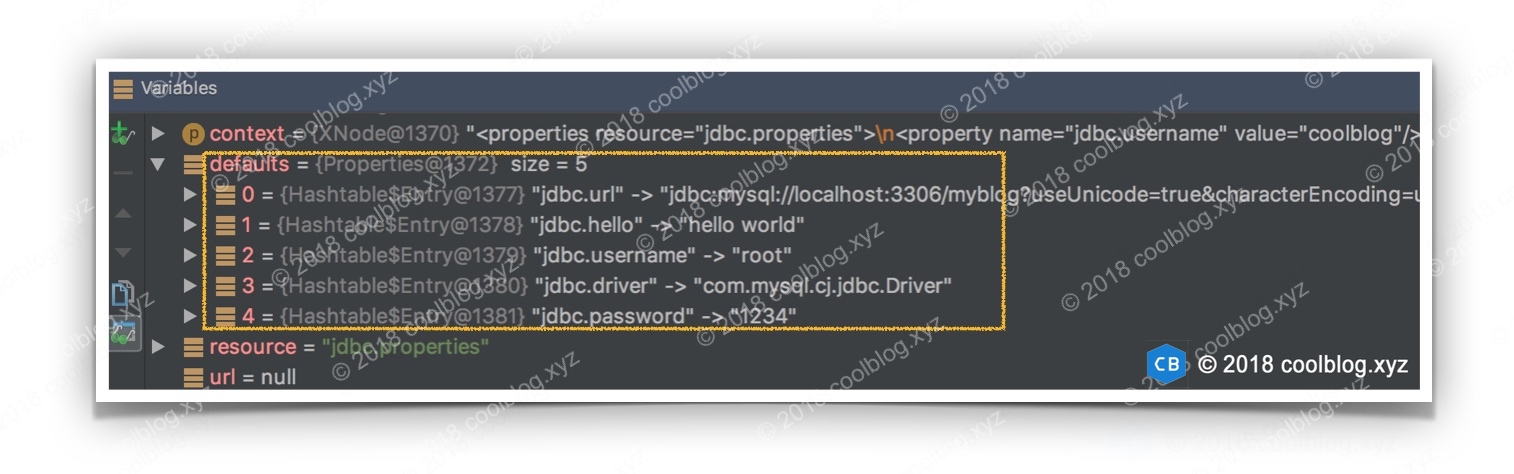 Variables
context = {XNode@1370} "<properties resource="jdbc.properties">\n<property name="jdbc.username" value="coolblog"/>
defaults = {Properties@1372} size = 5
0 = {Hashtable$Entry@1377} "jdbc.url" -> "jdbc:mysql://localhost:3306/myblog?useUnicode=true&characterEncoding=u
1 = {Hashtable$Entry@1378} "jdbc.hello" -> "hello world"
2 = {Hashtable$Entry@1379} "jdbc.username" -> "root"
3 = {Hashtable$Entry@1380} "jdbc.driver" -> "com.mysql.cj.jdbc.Driver"
4 = {Hashtable$Entry@1381} "jdbc.password" -> "1234"
resource = "jdbc.properties"
url = null
CB © 2018 coolblog.xyz